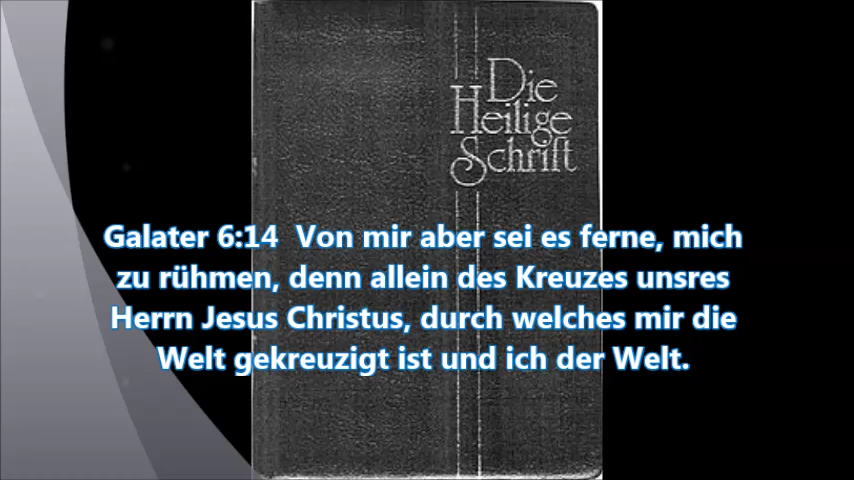 Die
Heilige
Schrift
Galater 6:14  Von mir aber sei es ferne, mich
zu rühmen, denn allein des Kreuzes unsres
Herrn Jesus Christus, durch welches mir die
Welt gekreuzigt ist und ich der Welt.